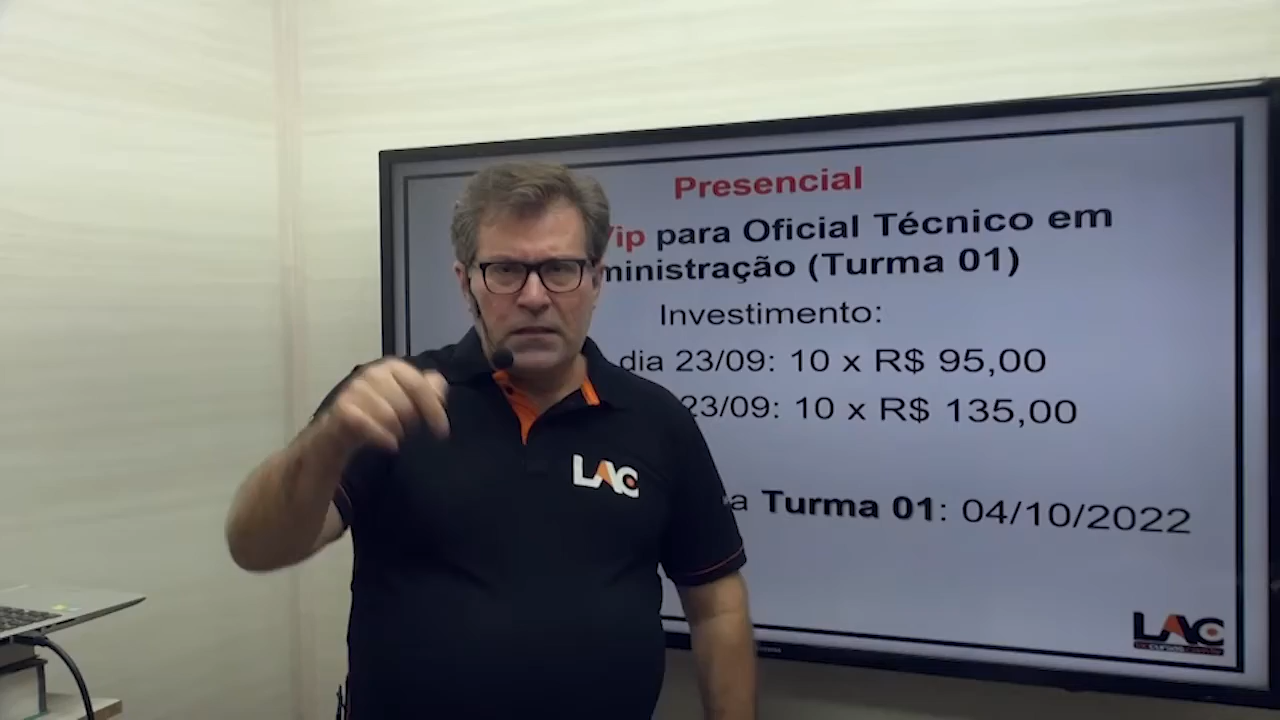 Presencial
Vip para Oficial Técnico em
ministração (Turma 01)
Investimento:
dia 23/09: 10 x R$ 95,00
23/09: 10 x R$ 135,00
a Turma 01: 04/10/2022
LAC
LAC